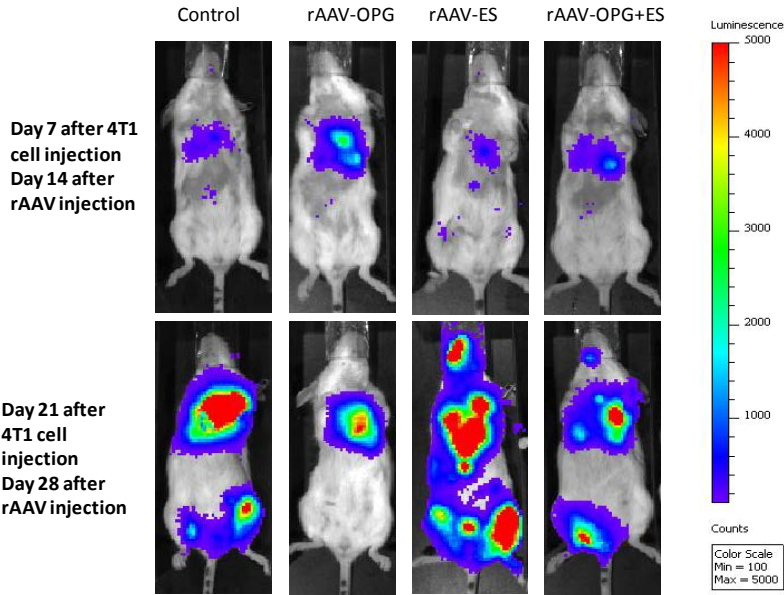 Control rAAV-OPG rAAV-ES rAAV-OPG+ES
Luminescence
5000
4000
3000
2000
1000
Day 7 after 4T1
cell injection
Day 14 after
rAAV injection
Day 21 after
4T1 cell
injection
Day 28 after
rAAV injection
Counts
Color Scale
Min = 100
Max = 5000